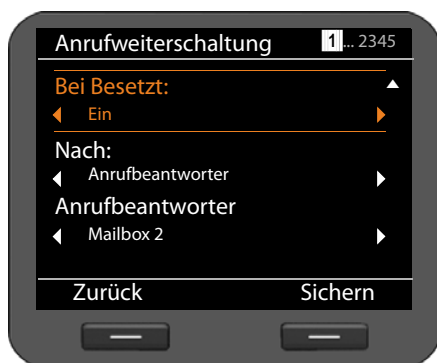 Anrufweiterschaltung 1... 2345
Bei Besetzt:
Ein
Nach:
Anrufbeantworter
Anrufbeantworter
Mailbox 2
Zurück Sichern